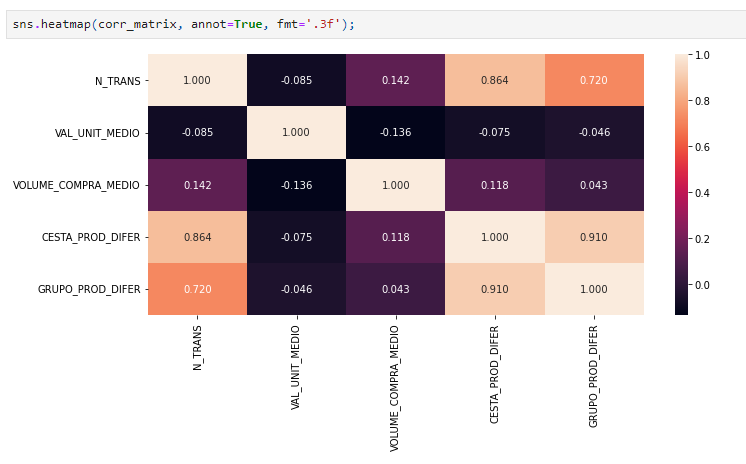 sns.heatmap(corr_matrix, annot=True, fmt='.3f');
N_TRANS 1.000 -0.085 0.142 0.864 0.720
VAL_UNIT_MEDIO -0.085 1.000 -0.136 -0.075 -0.046
VOLUME_COMPRA_MEDIO 0.142 -0.136 1.000 0.118 0.043
CESTA_PROD_DIFER 0.864 -0.075 0.118 1.000 0.910
GRUPO_PROD_DIFER 0.720 -0.046 0.043 0.910 1.000
N_TRANS
VAL_UNIT_MEDIO
VOLUME_COMPRA_MEDIO
CESTA_PROD_DIFER
GRUPO_PROD_DIFER
1.0
0.8
0.6
0.4
0.2
0.0